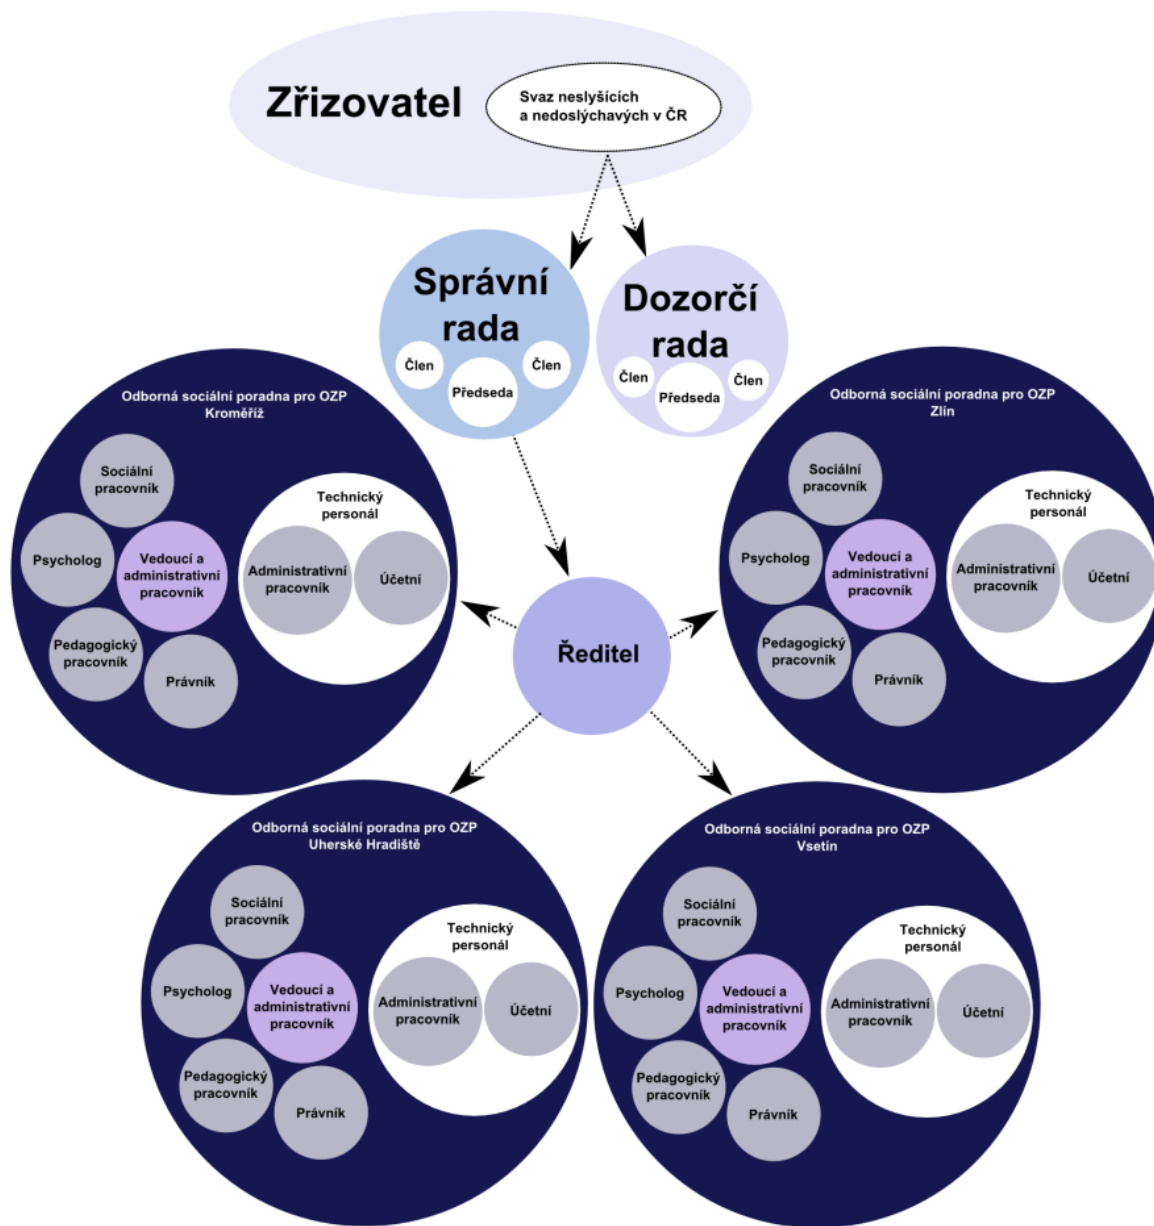 Zřizovatel
Svaz neslyšících
a nedoslýchavých v ČR
Správní
rada
Člen
Předseda
Člen
Dozorčí
rada
Člen
Předseda
Člen
Odborná sociální poradna pro OZP
Kroměříž
Sociální
pracovník
Psycholog
Vedoucí a
administrativní
pracovník
Pedagogický
pracovník
Právník
Technický
personál
Administrativní
pracovník
Účetní
Odborná sociální poradna pro OZP
Zlín
Sociální
pracovník
Psycholog
Vedoucí a
administrativní
pracovník
Pedagogický
pracovník
Právník
Technický
personál
Administrativní
pracovník
Účetní
Ředitel
Odborná sociální poradna pro OZP
Uherské Hradiště
Sociální
pracovník
Psycholog
Vedoucí a
administrativní
pracovník
Pedagogický
pracovník
Právník
Technický
personál
Administrativní
pracovník
Účetní
Odborná sociální poradna pro OZP
Vsetín
Sociální
pracovník
Psycholog
Vedoucí a
administrativní
pracovník
Pedagogický
pracovník
Právník
Technický
personál
Administrativní
pracovník
Účetní